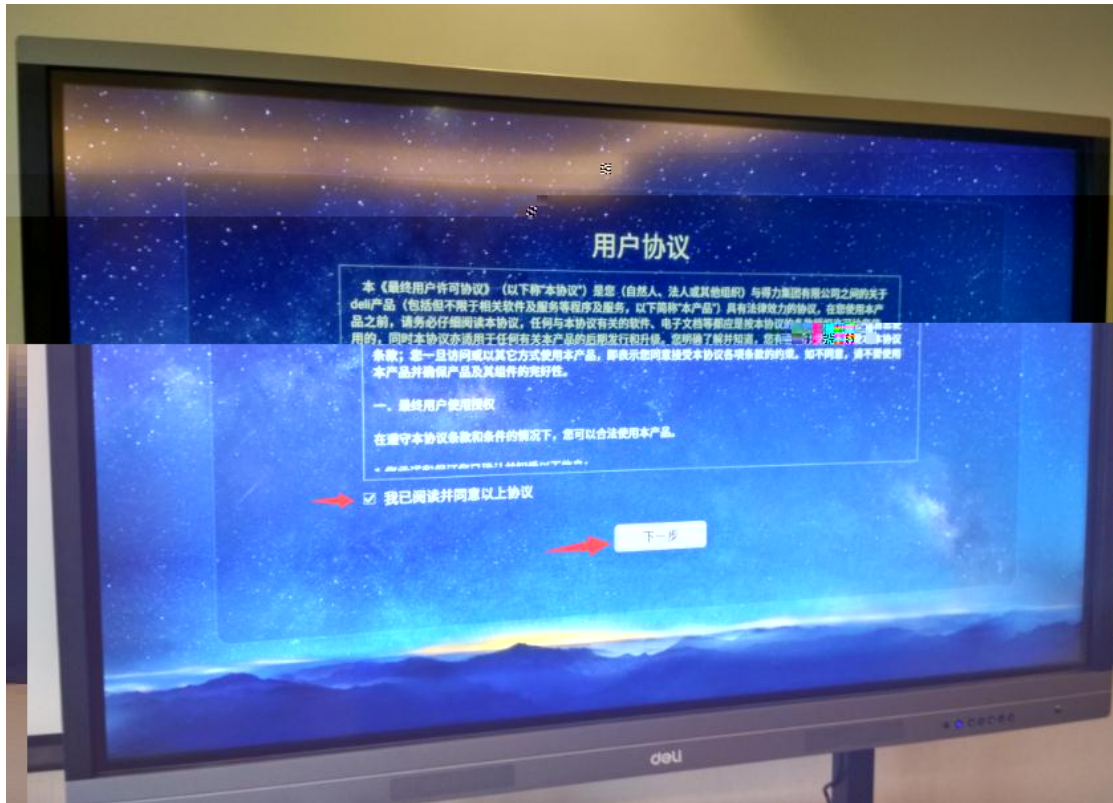 用户协议
本《最终用户许可协议》（以下称“本协议”）是您（自然人、法人或其他组织）与得力集团有限公司之间的关于
deli产品（包括但不限于相关软件及服务等程序及服务，以下简称“本产品”）具有法律效力的协议，在您使用本产
品之前，请务必仔细阅读本协议，任何与本协议有关的软件、电子文档等都应是按本协议的
用的，同时本协议亦适用于任何有关本产品的后期发行和升级。您明确了解并知道，您有
条款；您一旦访问或以其它方式使用本产品，即表示您同意接受本协议各项条款的约束。如不同意，请不要使用
本产品并确保产品及其组件的完好性。
一、最终用户使用授权
在遵守本协议条款和条件的情况下，您可以合法使用本产品。
我已阅读并同意以上协议
下一步
deli